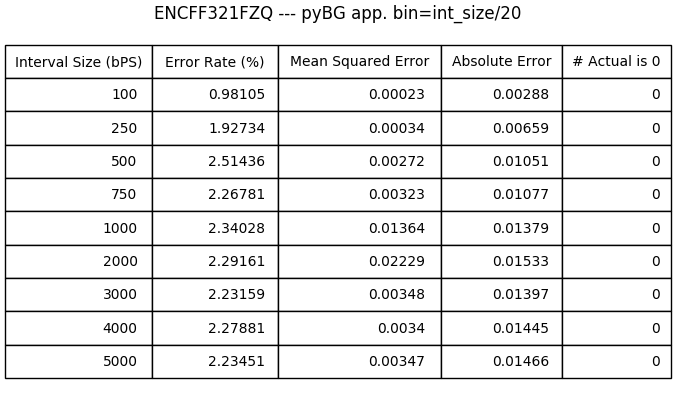 ENCFF321FZQ --- pyBG app. bin=int_size/20
Interval Size (bPS) Error Rate (%) Mean Squared Error Absolute Error # Actual is 0
100 0.98105 0.00023 0.00288 0
250 1.92734 0.00034 0.00659 0
500 2.51436 0.00272 0.01051 0
750 2.26781 0.00323 0.01077 0
1000 2.34028 0.01364 0.01379 0
2000 2.29161 0.02229 0.01533 0
3000 2.23159 0.00348 0.01397 0
4000 2.27881 0.0034 0.01445 0
5000 2.23451 0.00347 0.01466 0